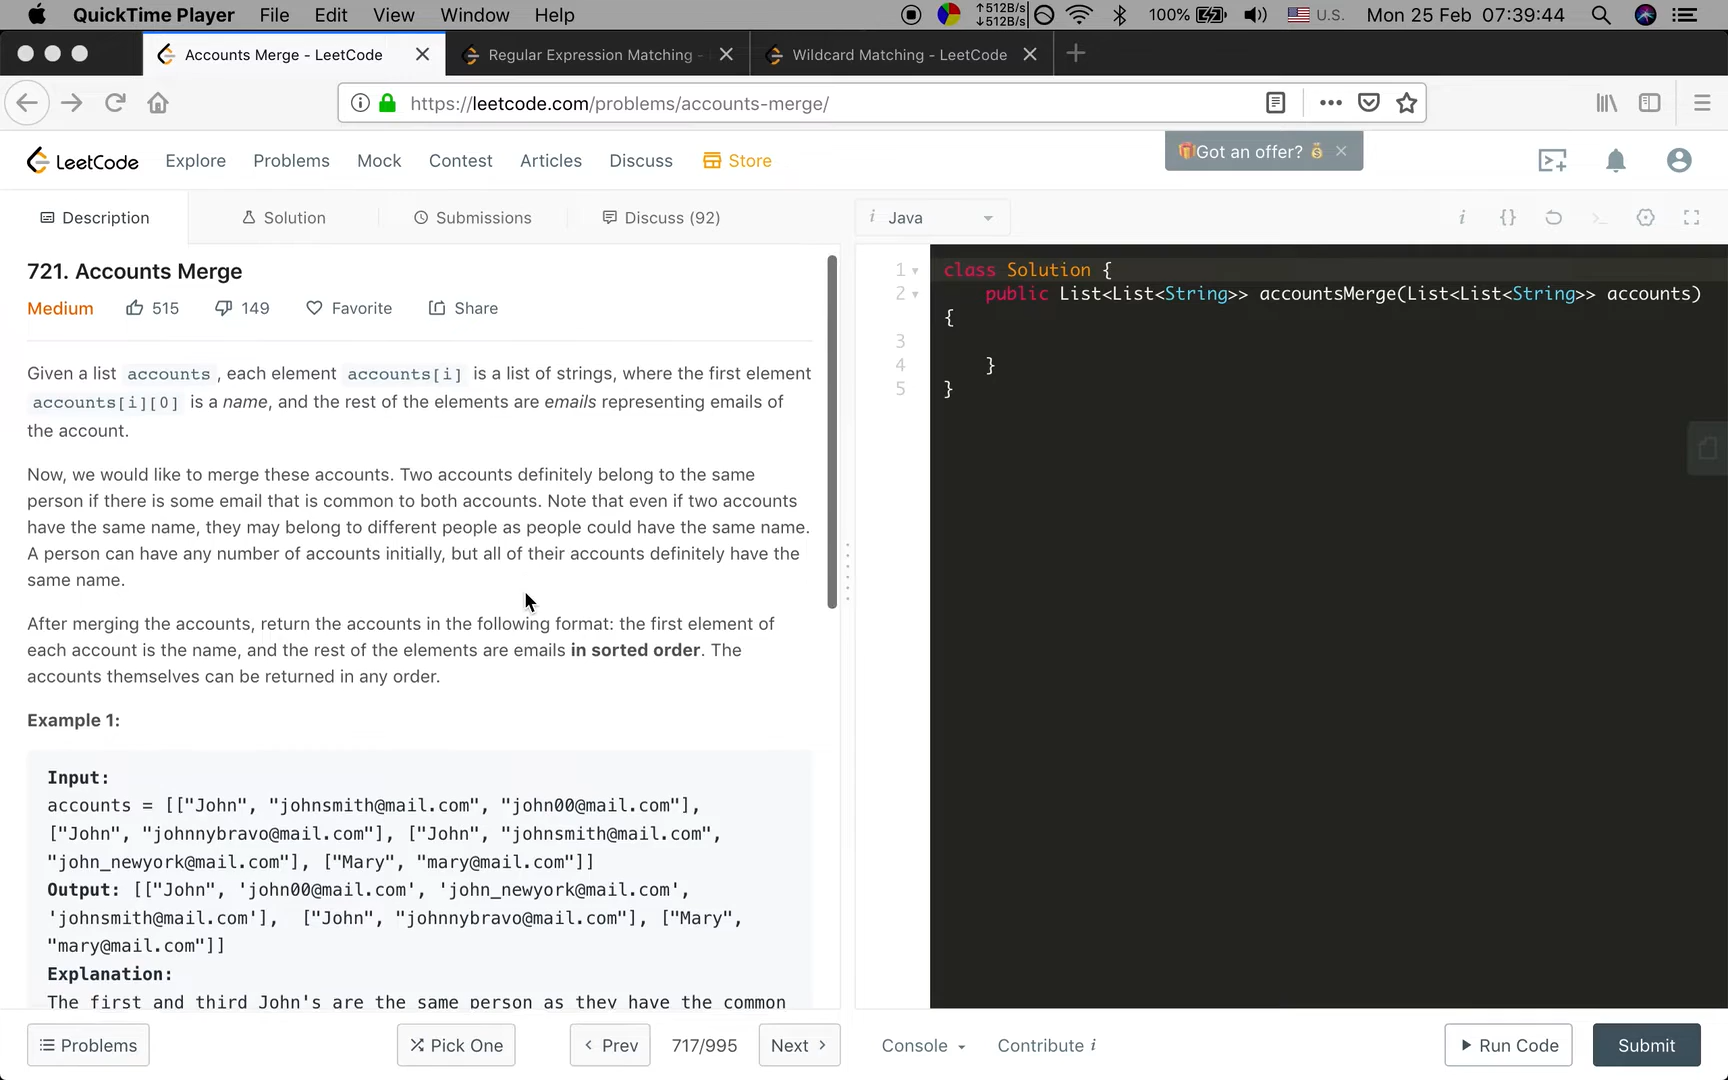 QuickTime Player File Edit View Window Help
↑512B/s
↓512B/s
100% U.S. Mon 25 Feb 07:39:44
Accounts Merge - LeetCode
Regular Expression Matching -
Wildcard Matching - LeetCode
https://leetcode.com/problems/accounts-merge/
LeetCode Explore Problems Mock Contest Articles Discuss Store
Got an offer?
Description Solution Submissions Discuss (92)
i Java
721. Accounts Merge
Medium 515 149 Favorite Share
Given a list accounts , each element accounts[i] is a list of strings, where the first element
accounts[i][0] is a name, and the rest of the elements are emails representing emails of
the account.
Now, we would like to merge these accounts. Two accounts definitely belong to the same
person if there is some email that is common to both accounts. Note that even if two accounts
have the same name, they may belong to different people as people could have the same name.
A person can have any number of accounts initially, but all of their accounts definitely have the
same name.
After merging the accounts, return the accounts in the following format: the first element of
each account is the name, and the rest of the elements are emails in sorted order. The
accounts themselves can be returned in any order.
Example 1:
Input:
accounts = [["John", "johnsmith@mail.com", "john00@mail.com"],
["John", "johnnybravo@mail.com"], ["John", "johnsmith@mail.com",
"john_newyork@mail.com"], ["Mary", "mary@mail.com"]]
Output: [["John", 'john00@mail.com', 'john_newyork@mail.com',
'johnsmith@mail.com'],  ["John", "johnnybravo@mail.com"], ["Mary",
"mary@mail.com"]]
Explanation:
The first and third John's are the same person as they have the common
1 class Solution {
2     public List<List<String>> accountsMerge(List<List<String>> accounts)
{
3
4     }
5 }
Problems Pick One Prev 717/995 Next Console Contribute i Run Code Submit